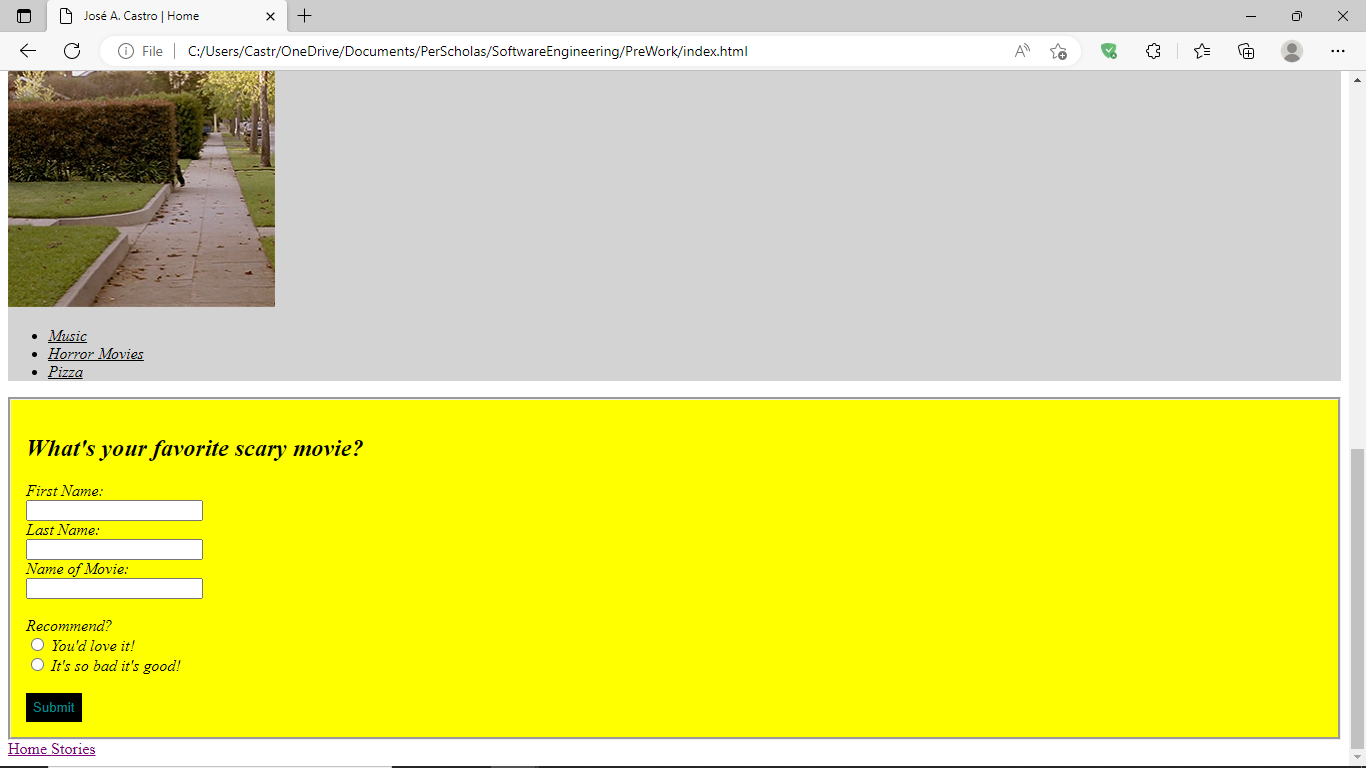 José A. Castro | Home
File
C:/Users/Castr/OneDrive/Documents/PerScholas/SoftwareEngineering/PreWork/index.html
Music
Horror Movies
Pizza
What's your favorite scary movie?
First Name:
Last Name:
Name of Movie:
Recommend?
You'd love it!
It's so bad it's good!
Submit
Home Stories